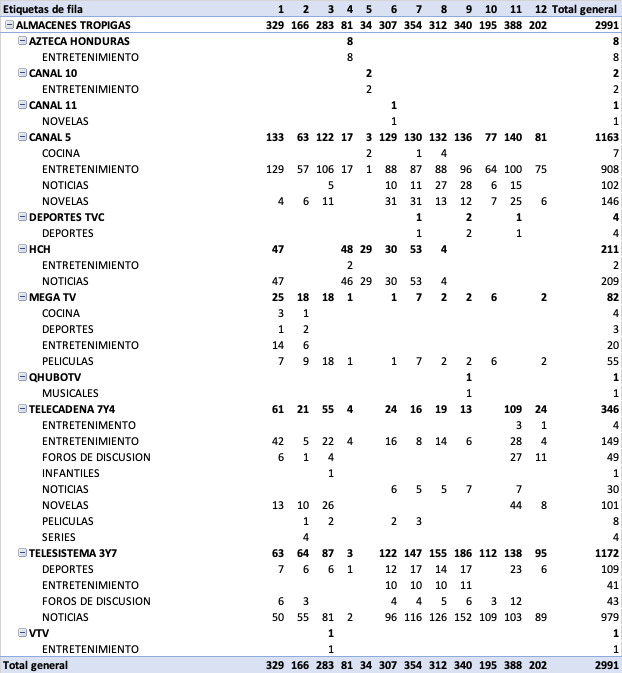 Etiquetas de fila 1 2 3 4 5 6 7 8 9 10 11 12 Total general
ALMACENES TROPIGAS 329 166 283 81 34 307 354 312 340 195 388 202 2991
AZTECA HONDURAS 8 8
ENTRETENIMIENTO 8 8
CANAL 10 2 2
ENTRETENIMIENTO 2 2
CANAL 11 1 1
NOVELAS 1 1
CANAL 5 133 63 122 17 3 129 130 132 136 77 140 81 1163
COCINA 2 1 4 7
ENTRETENIMIENTO 129 57 106 17 1 88 87 88 96 64 100 75 908
NOTICIAS 5 10 11 27 28 6 15 102
NOVELAS 4 6 11 31 31 13 12 7 25 6 146
DEPORTES TVC 1 2 1 4
DEPORTES 1 2 1 4
HCH 47 48 29 30 53 4 211
ENTRETENIMIENTO 2 2
NOTICIAS 47 46 29 30 53 4 209
MEGA TV 25 18 18 1 1 7 2 2 6 2 82
COCINA 3 1 4
DEPORTES 1 2 3
ENTRETENIMIENTO 14 6 20
PELICULAS 7 9 18 1 1 7 2 2 6 2 55
QHUBOTV 1 1
MUSICALES 1 1
TELECADENA 7Y4 61 21 55 4 24 16 19 13 109 24 346
ENTRETENIMENTO 3 1 4
ENTRETENIMIENTO 42 5 22 4 16 8 14 6 28 4 149
FOROS DE DISCUSION 6 1 4 27 11 49
INFANTILES 1 1
NOTICIAS 6 5 5 7 7 30
NOVELAS 13 10 26 44 8 101
PELICULAS 1 2 2 3 8
SERIES 4 4
TELESISTEMA 3Y7 63 64 87 3 122 147 155 186 112 138 95 1172
DEPORTES 7 6 6 1 12 17 14 17 23 6 109
ENTRETENIMIENTO 10 10 10 11 41
FOROS DE DISCUSION 6 3 4 4 5 6 3 12 43
NOTICIAS 50 55 81 2 96 116 126 152 109 103 89 979
VTV 1 1
ENTRETENIMIENTO 1 1
Total general 329 166 283 81 34 307 354 312 340 195 388 202 2991